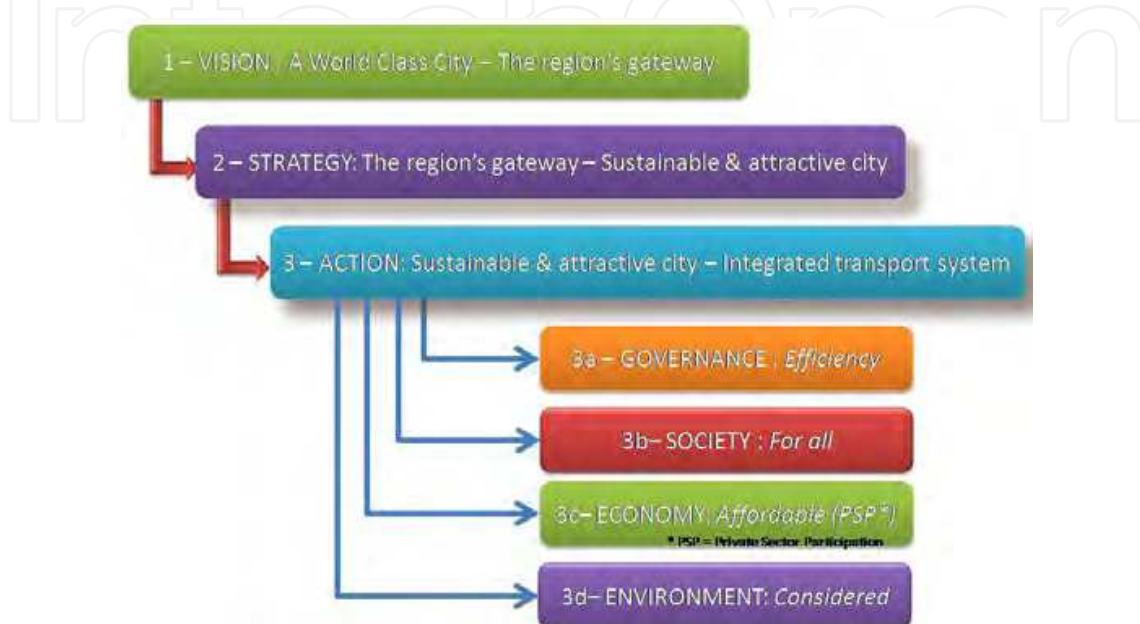 1 – VISION : A World Class City – The region's gateway
2 – STRATEGY: The region's gateway – Sustainable & attractive city
3 – ACTION: Sustainable & attractive city – Integrated transport system
3a – GOVERNANCE : Efficiency
3b– SOCIETY : For all
3c– ECONOMY: Affordable (PSP*)
* PSP = Private Sector Participation
3d– ENVIRONMENT: Considered